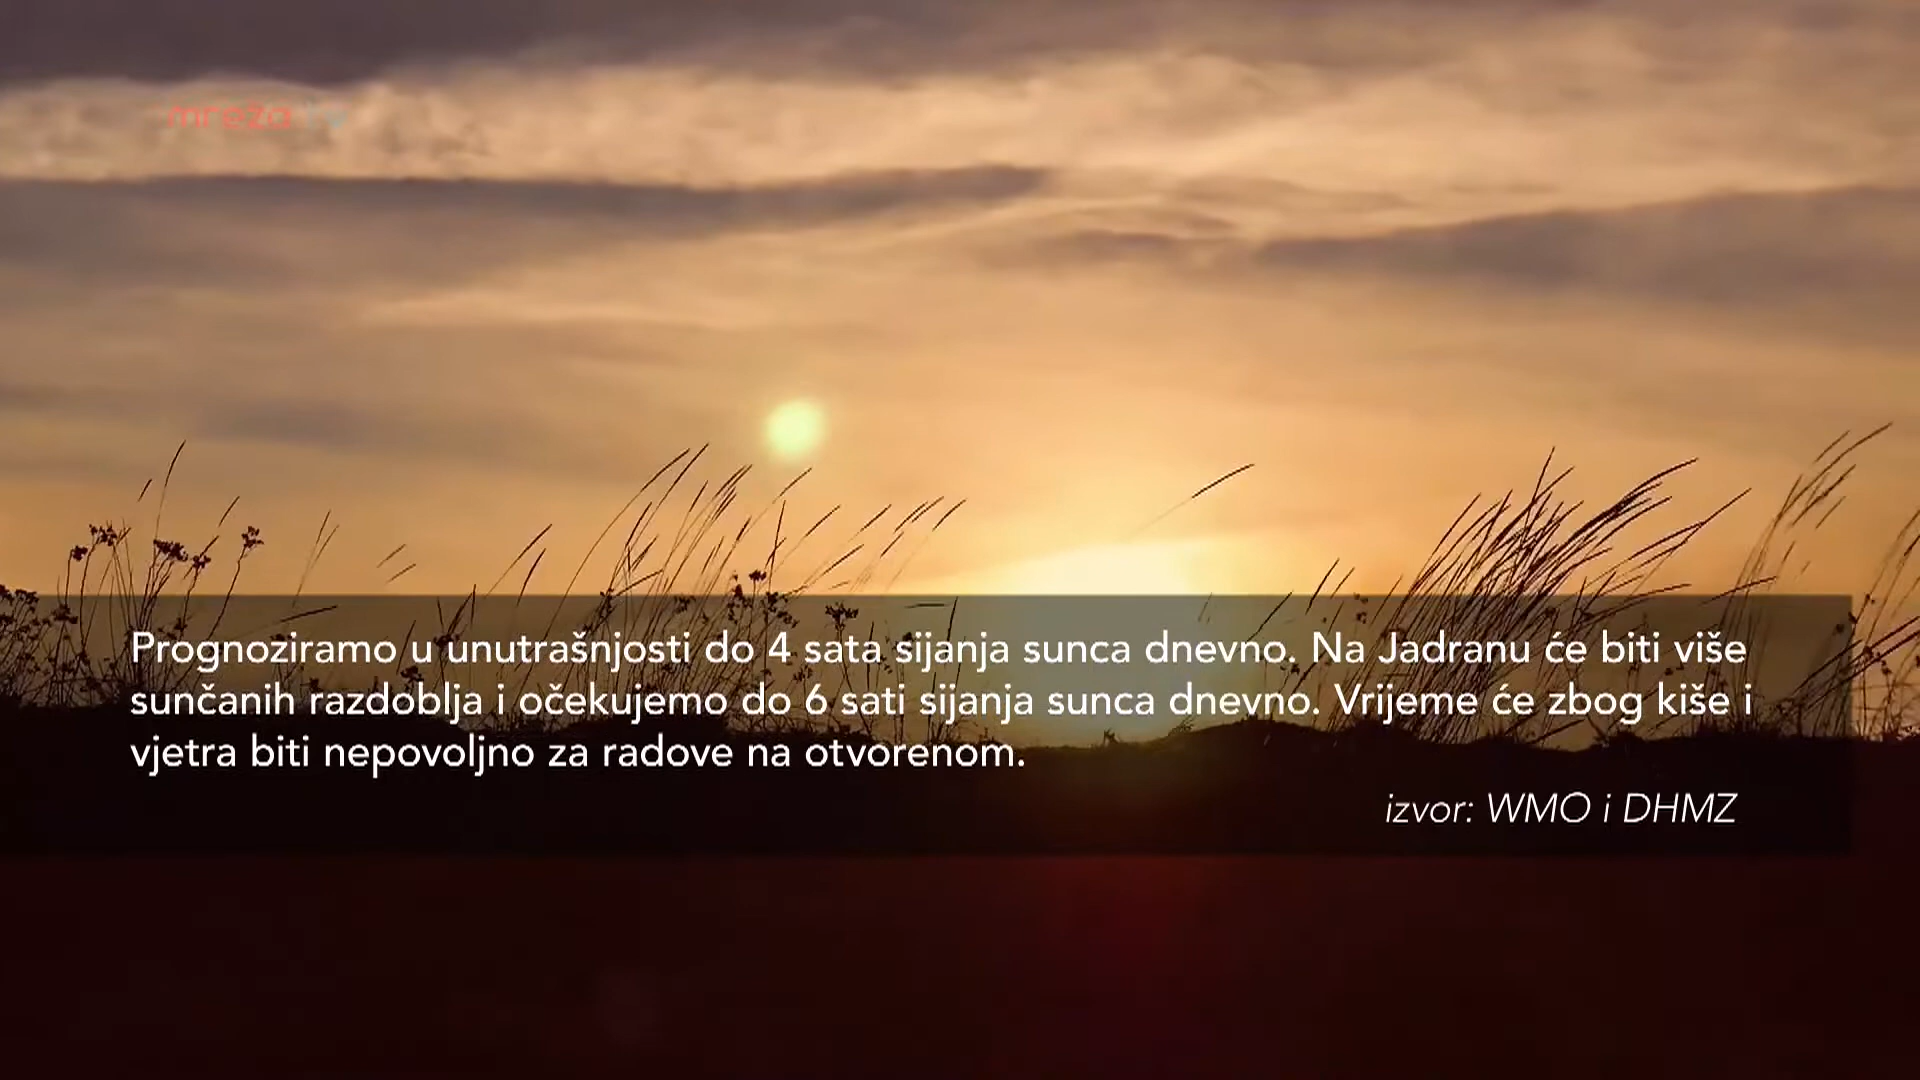 mreža tv
Prognoziramo u unutrašnjosti do 4 sata sijanja sunca dnevno. Na Jadranu će biti više
sunčanih razdoblja i očekujemo do 6 sati sijanja sunca dnevno. Vrijeme će zbog kiše i
vjetra biti nepovoljno za radove na otvorenom.
izvor: WMO i DHMZ